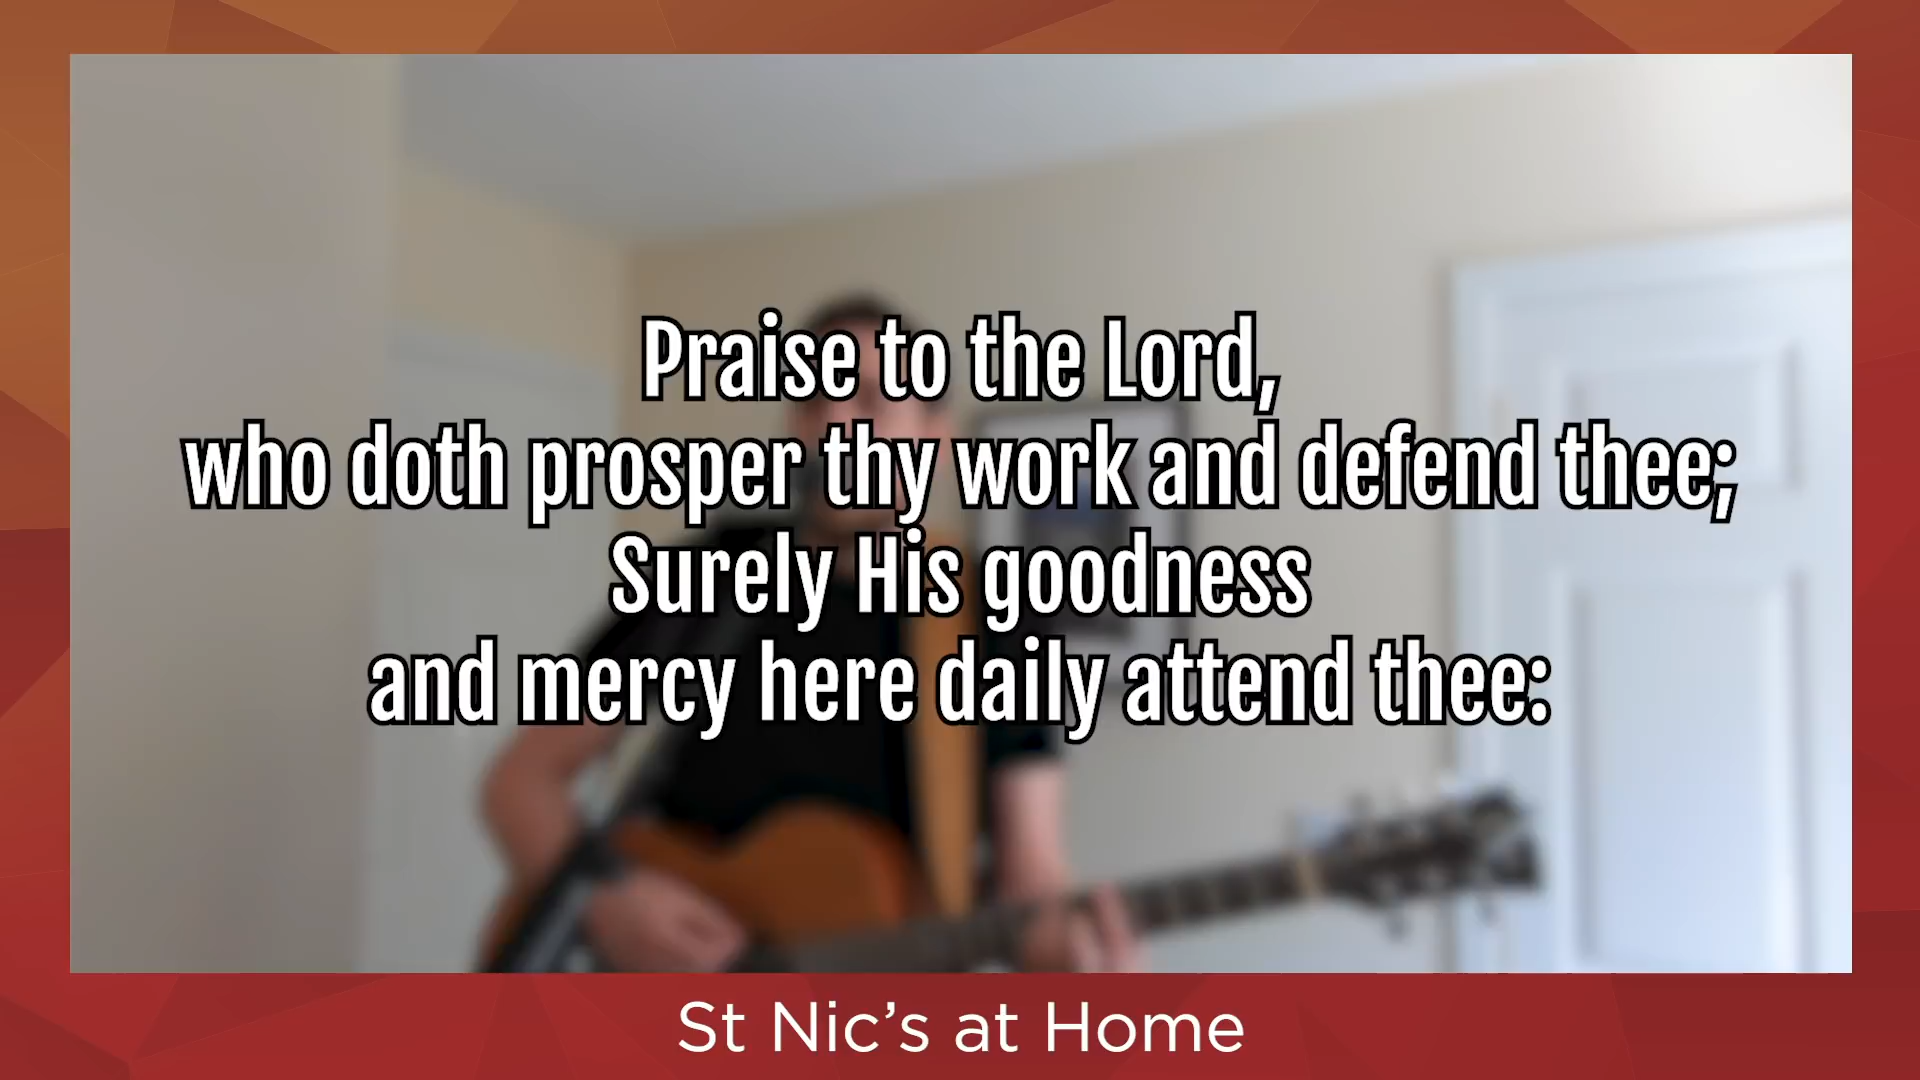 Praise to the Lord,
who doth prosper thy work and defend thee;
Surely His goodness
and mercy here daily attend thee:
St Nic’s at Home